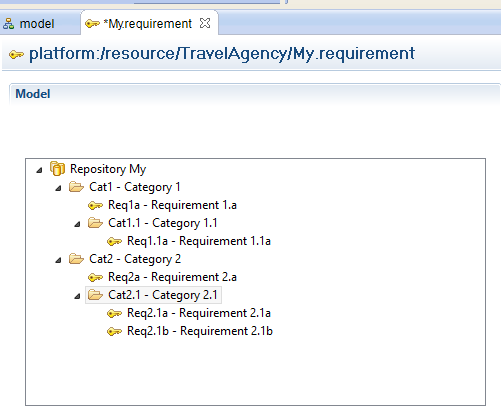 model
*My.requirement
platform:/resource/TravelAgency/My.requirement
Model
Repository My
Cat1 - Category 1
Req1a - Requirement 1.a
Cat1.1 - Category 1.1
Req1.1a - Requirement 1.1a
Cat2 - Category 2
Req2a - Requirement 2.a
Cat2.1 - Category 2.1
Req2.1a - Requirement 2.1a
Req2.1b - Requirement 2.1b